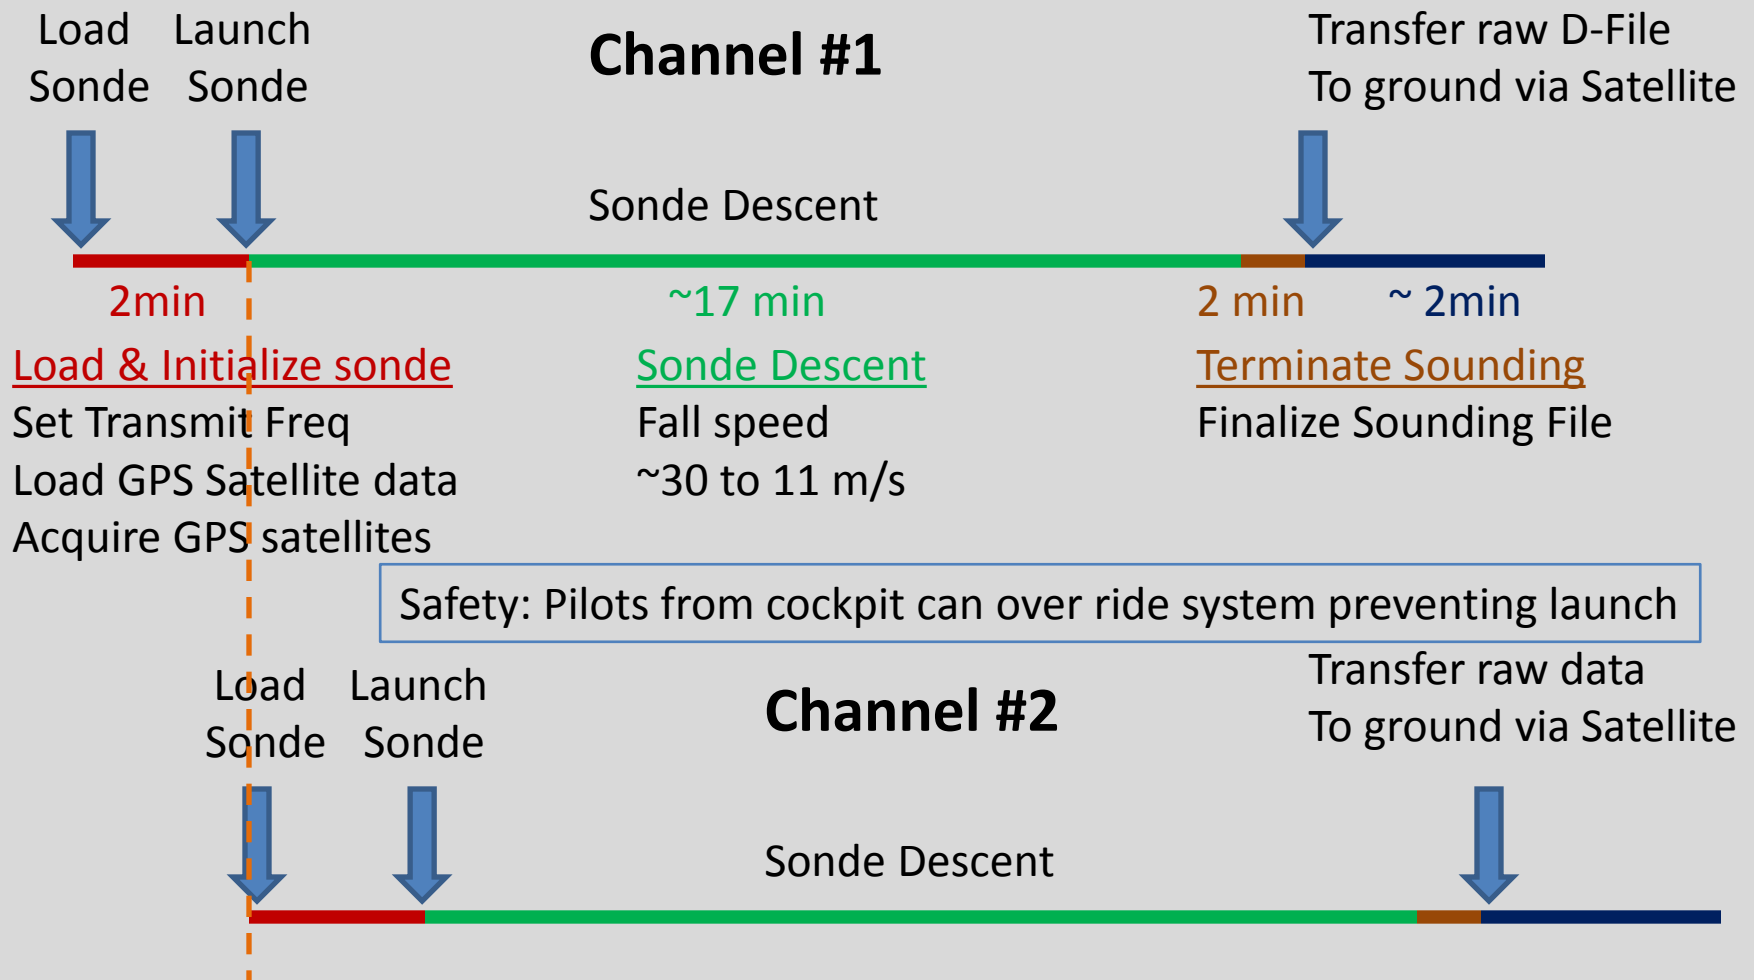 Load Launch
Sonde Sonde
Channel #1
Transfer raw D-File
To ground via Satellite
Sonde Descent
2min ~17 min 2 min ~ 2min
Load & Initialize sonde
Set Transmit Freq
Load GPS Satellite data
Acquire GPS satellites
Sonde Descent
Fall speed
~30 to 11 m/s
Terminate Sounding
Finalize Sounding File
Safety: Pilots from cockpit can over ride system preventing launch
Load Launch
Sonde Sonde
Channel #2
Transfer raw data
To ground via Satellite
Sonde Descent